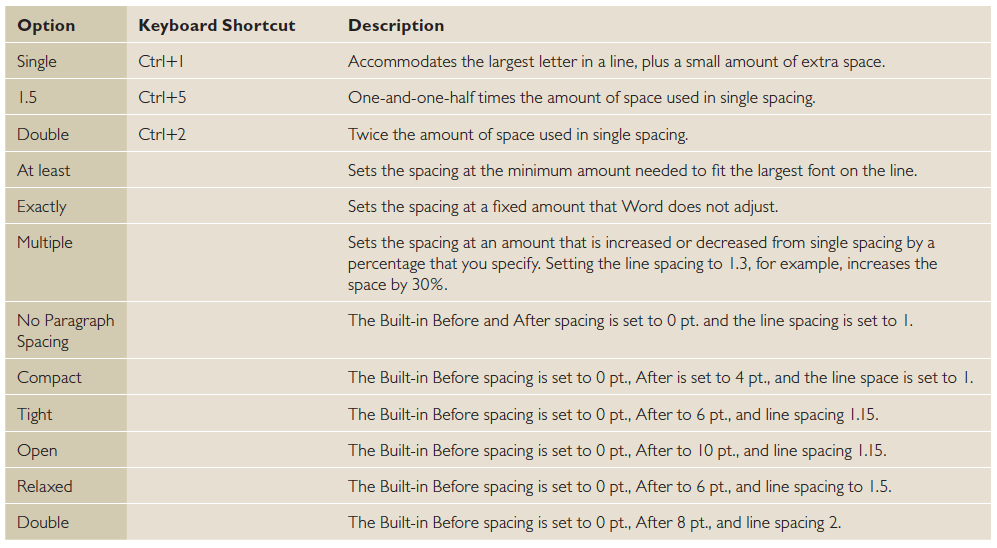 Option Keyboard Shortcut Description
Single Ctrl+1 Accommodates the largest letter in a line, plus a small amount of extra space.
1.5 Ctrl+5 One-and-one-half times the amount of space used in single spacing.
Double Ctrl+2 Twice the amount of space used in single spacing.
At least Sets the spacing at the minimum amount needed to fit the largest font on the line.
Exactly Sets the spacing at a fixed amount that Word does not adjust.
Multiple Sets the spacing at an amount that is increased or decreased from single spacing by a
percentage that you specify. Setting the line spacing to 1.3, for example, increases the
space by 30%.
No Paragraph The Built-in Before and After spacing is set to 0 pt. and the line spacing is set to 1.
Spacing
Compact The Built-in Before spacing is set to 0 pt., After is set to 4 pt., and the line space is set to 1.
Tight The Built-in Before spacing is set to 0 pt., After to 6 pt., and line spacing 1.15.
Open The Built-in Before spacing is set to 0 pt., After to 10 pt., and line spacing 1.15.
Relaxed The Built-in Before spacing is set to 0 pt., After to 6 pt., and line spacing to 1.5.
Double The Built-in Before spacing is set to 0 pt., After 8 pt., and line spacing 2.